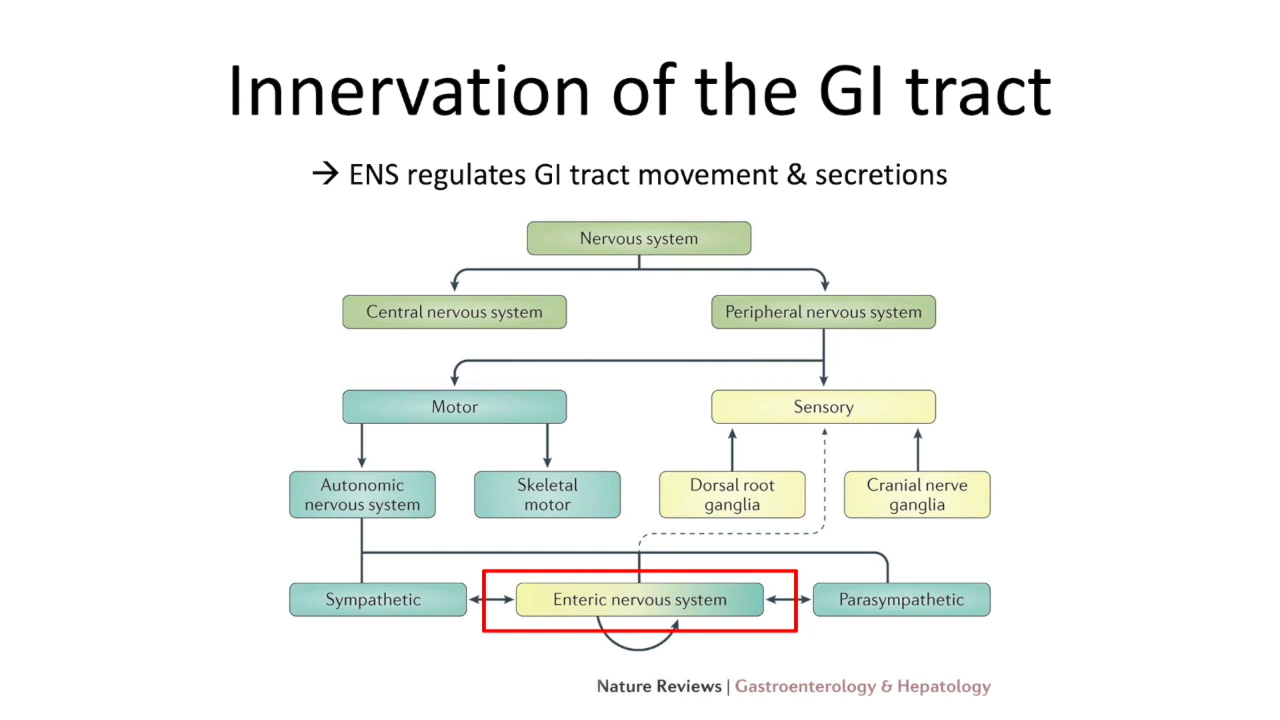 Innervation of the GI tract
→ ENS regulates GI tract movement & secretions
Nervous system
Central nervous system
Peripheral nervous system
Motor
Sensory
Autonomic
nervous system
Skeletal
motor
Dorsal root
ganglia
Cranial nerve
ganglia
Sympathetic
Enteric nervous system
Parasympathetic
Nature Reviews | Gastroenterology & Hepatology